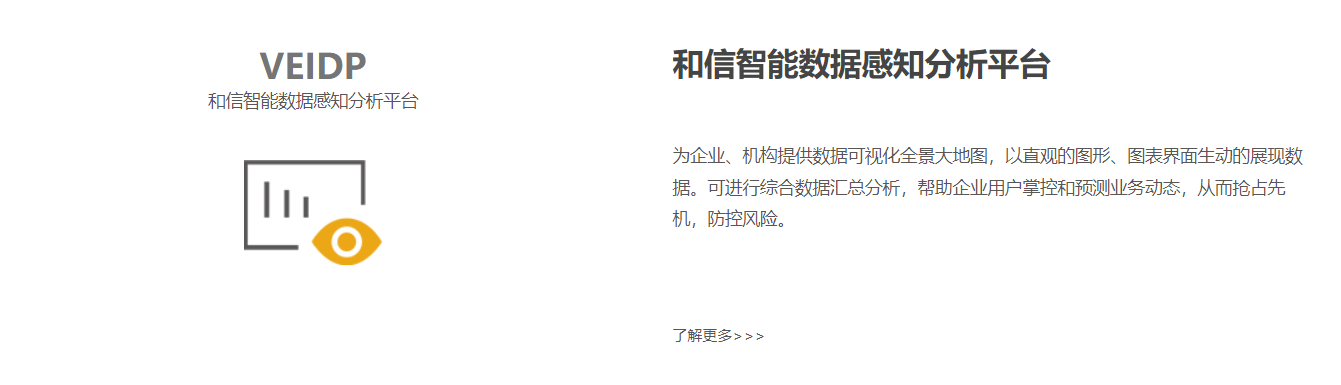 VEIDP
和信智能数据感知分析平台
和信智能数据感知分析平台
为企业、机构提供数据可视化全景大地图，以直观的图形、图表界面生动的展现数
据。可进行综合数据汇总分析，帮助企业用户掌控和预测业务动态，从而抢占先
机，防控风险。
了解更多>>>